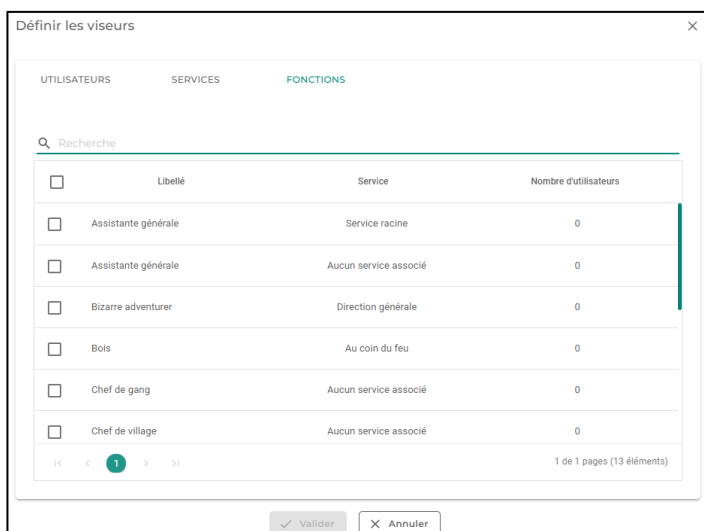 Définir les viseurs
UTILISATEURS SERVICES FONCTIONS
Recherche
Libellé Service Nombre d'utilisateurs
Assistante générale Service racine 0
Assistante générale Aucun service associé 0
Bizarre adventurer Direction générale 0
Bois Au coin du feu 0
Chef de gang Aucun service associé 0
Chef de village Aucun service associé 0
1 1 de 1 pages (13 éléments)
Valider Annuler